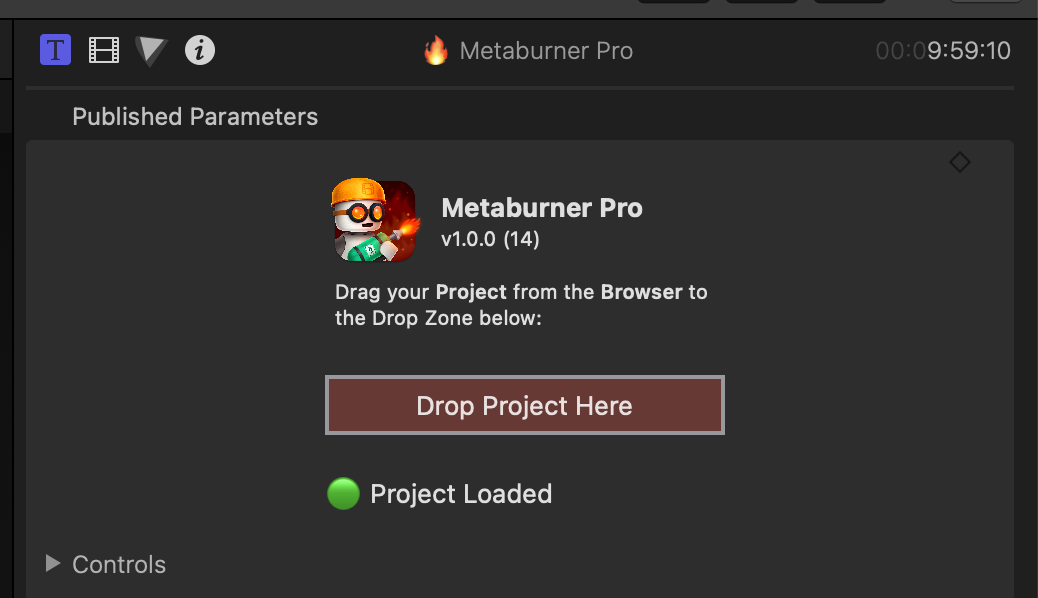 T
i
Metaburner Pro
00:09:59:10
Published Parameters
Metaburner Pro
v1.0.0 (14)
Drag your Project from the Browser to
the Drop Zone below:
Drop Project Here
Project Loaded
Controls